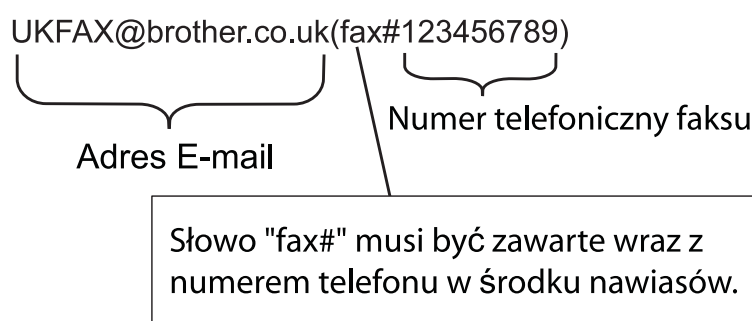 UKFAX@brother.co.uk(fax#123456789)
Numer telefoniczny faksu
Adres E-mail
Słowo "fax#" musi być zawarte wraz z
numerem telefonu w środku nawiasów.